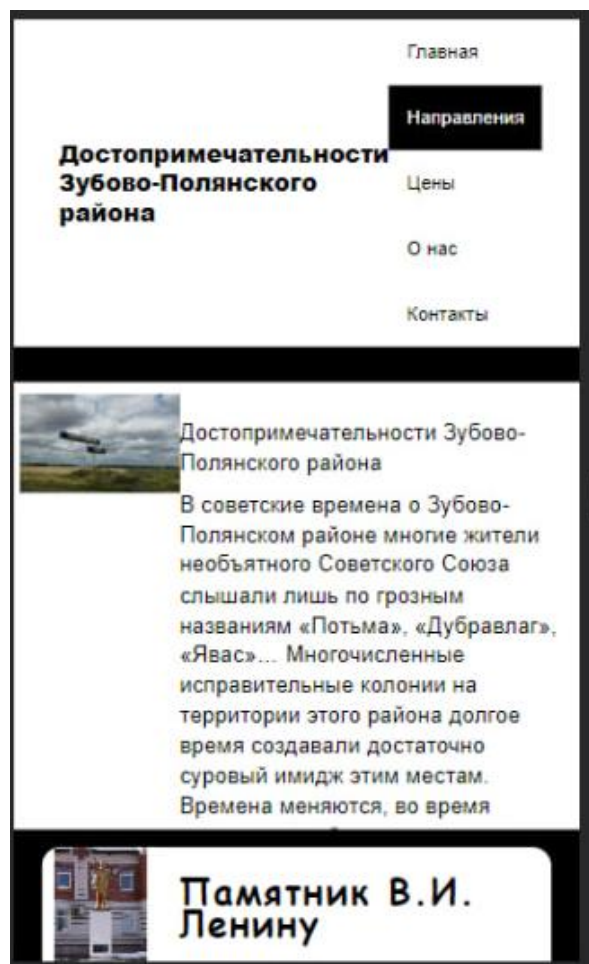 Главная
Направления
Достопримечательности
Зубово-Полянского
района
Цены
О нас
Контакты
Достопримечательности Зубово-
Полянского района
В советские времена о Зубово-
Полянском районе многие жители
необъятного Советского Союза
слышали лишь по грозным
названиям «Потьма», «Дубравлаг»,
«Явас»... Многочисленные
исправительные колонии на
территории этого района долгое
время создавали достаточно
суровый имидж этим местам.
Времена меняются, во время
Памятник В.И.
Ленину